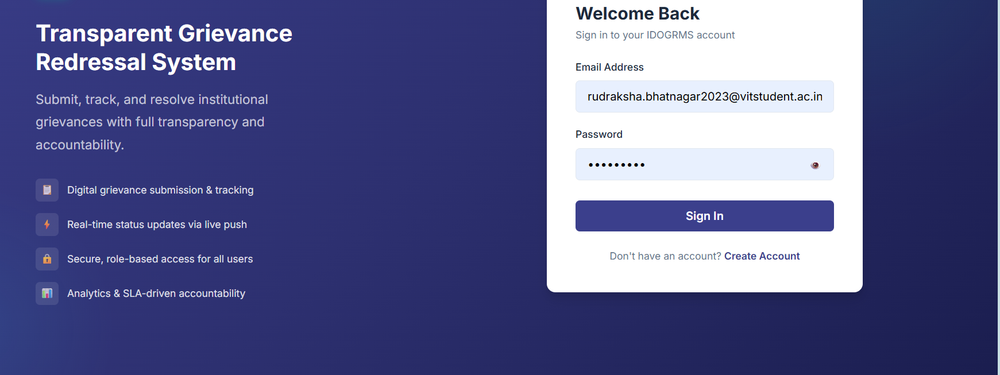 Transparent Grievance
Redressal System
Submit, track, and resolve institutional
grievances with full transparency and
accountability.
Digital grievance submission & tracking
Real-time status updates via live push
Secure, role-based access for all users
Analytics & SLA-driven accountability
Welcome Back
Sign in to your IDOGRMS account
Email Address
rudraksha.bhatnagar2023@vitstudent.ac.in
Password
•••••••••
Sign In
Don't have an account? Create Account